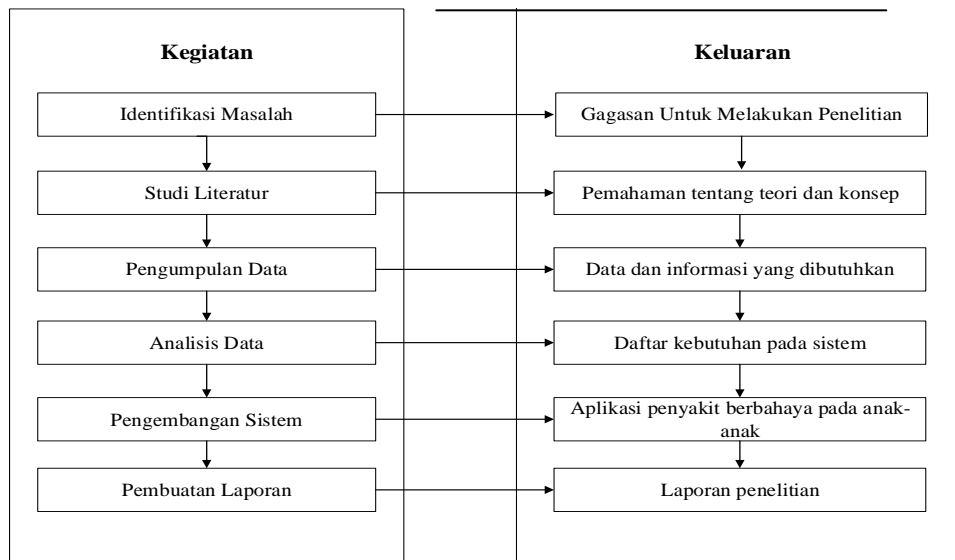 Kegiatan
Keluaran
Identifikasi Masalah
Gagasan Untuk Melakukan Penelitian
Studi Literatur
Pemahaman tentang teori dan konsep
Pengumpulan Data
Data dan informasi yang dibutuhkan
Analisis Data
Daftar kebutuhan pada sistem
Pengembangan Sistem
Aplikasi penyakit berbahaya pada anak-
anak
Pembuatan Laporan
Laporan penelitian